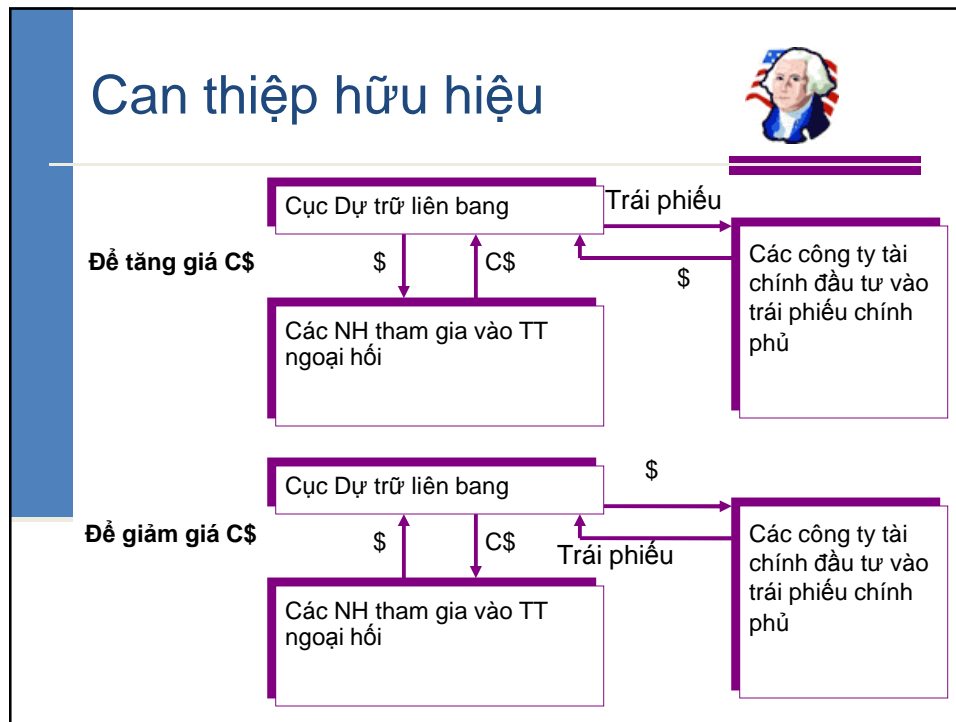 Can thiệp hữu hiệu
Cục Dự trữ liên bang
Trái phiếu
Để tăng giá C$
$
C$
$
Các công ty tài
chính đầu tư vào
trái phiếu chính
phủ
Các NH tham gia vào TT
ngoại hối
Cục Dự trữ liên bang
$
Để giảm giá C$
$
C$
Trái phiếu
Các công ty tài
chính đầu tư vào
trái phiếu chính
phủ
Các NH tham gia vào TT
ngoại hối